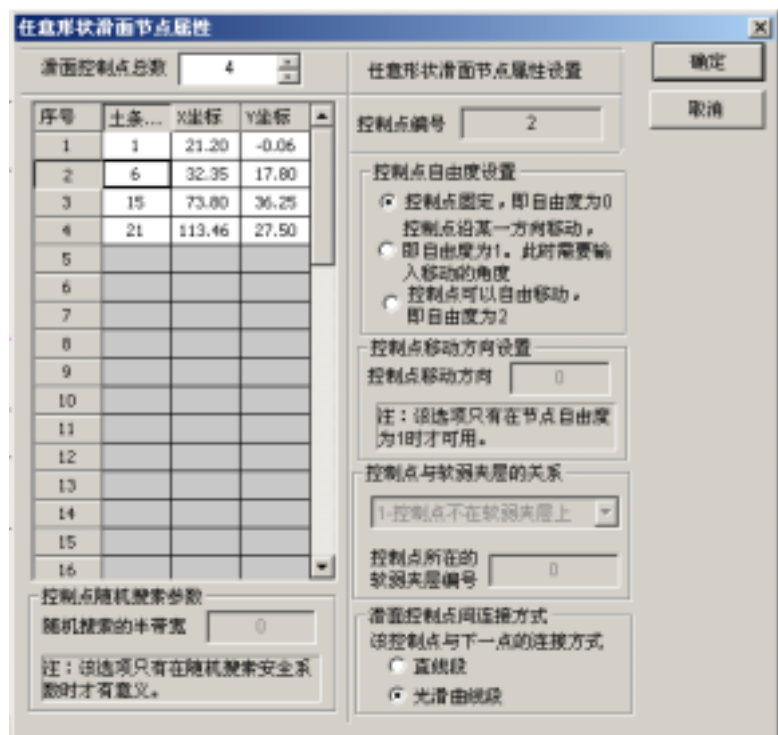 任意形状滑面节点属性
滑面控制点总数 4
序号 土条... X坐标 Y坐标
1 1 21.20 -0.06
2 6 32.35 17.80
3 15 73.80 36.25
4 21 113.46 27.50
5
6
7
8
9
10
11
12
13
14
15
16
控制点随机搜索参数
随机搜索的半带宽 0
注：该选项只有在随机搜索安全系
数时才有意义。
任意形状滑面节点属性设置
控制点编号 2
控制点自由度设置
控制点固定，即自由度为0
控制点沿某一方向移动，
即自由度为1。此时需要输
入移动的角度
控制点可以自由移动，
即自由度为2
控制点移动方向设置
控制点移动方向 0
注：该选项只有在节点自由度
为1时才可用。
控制点与软弱夹层的关系
1-控制点不在软弱夹层上
控制点所在的
软弱夹层编号 0
滑面控制点间连接方式
该控制点与下一点的连接方式
直线段
光滑曲线段
确定
取消